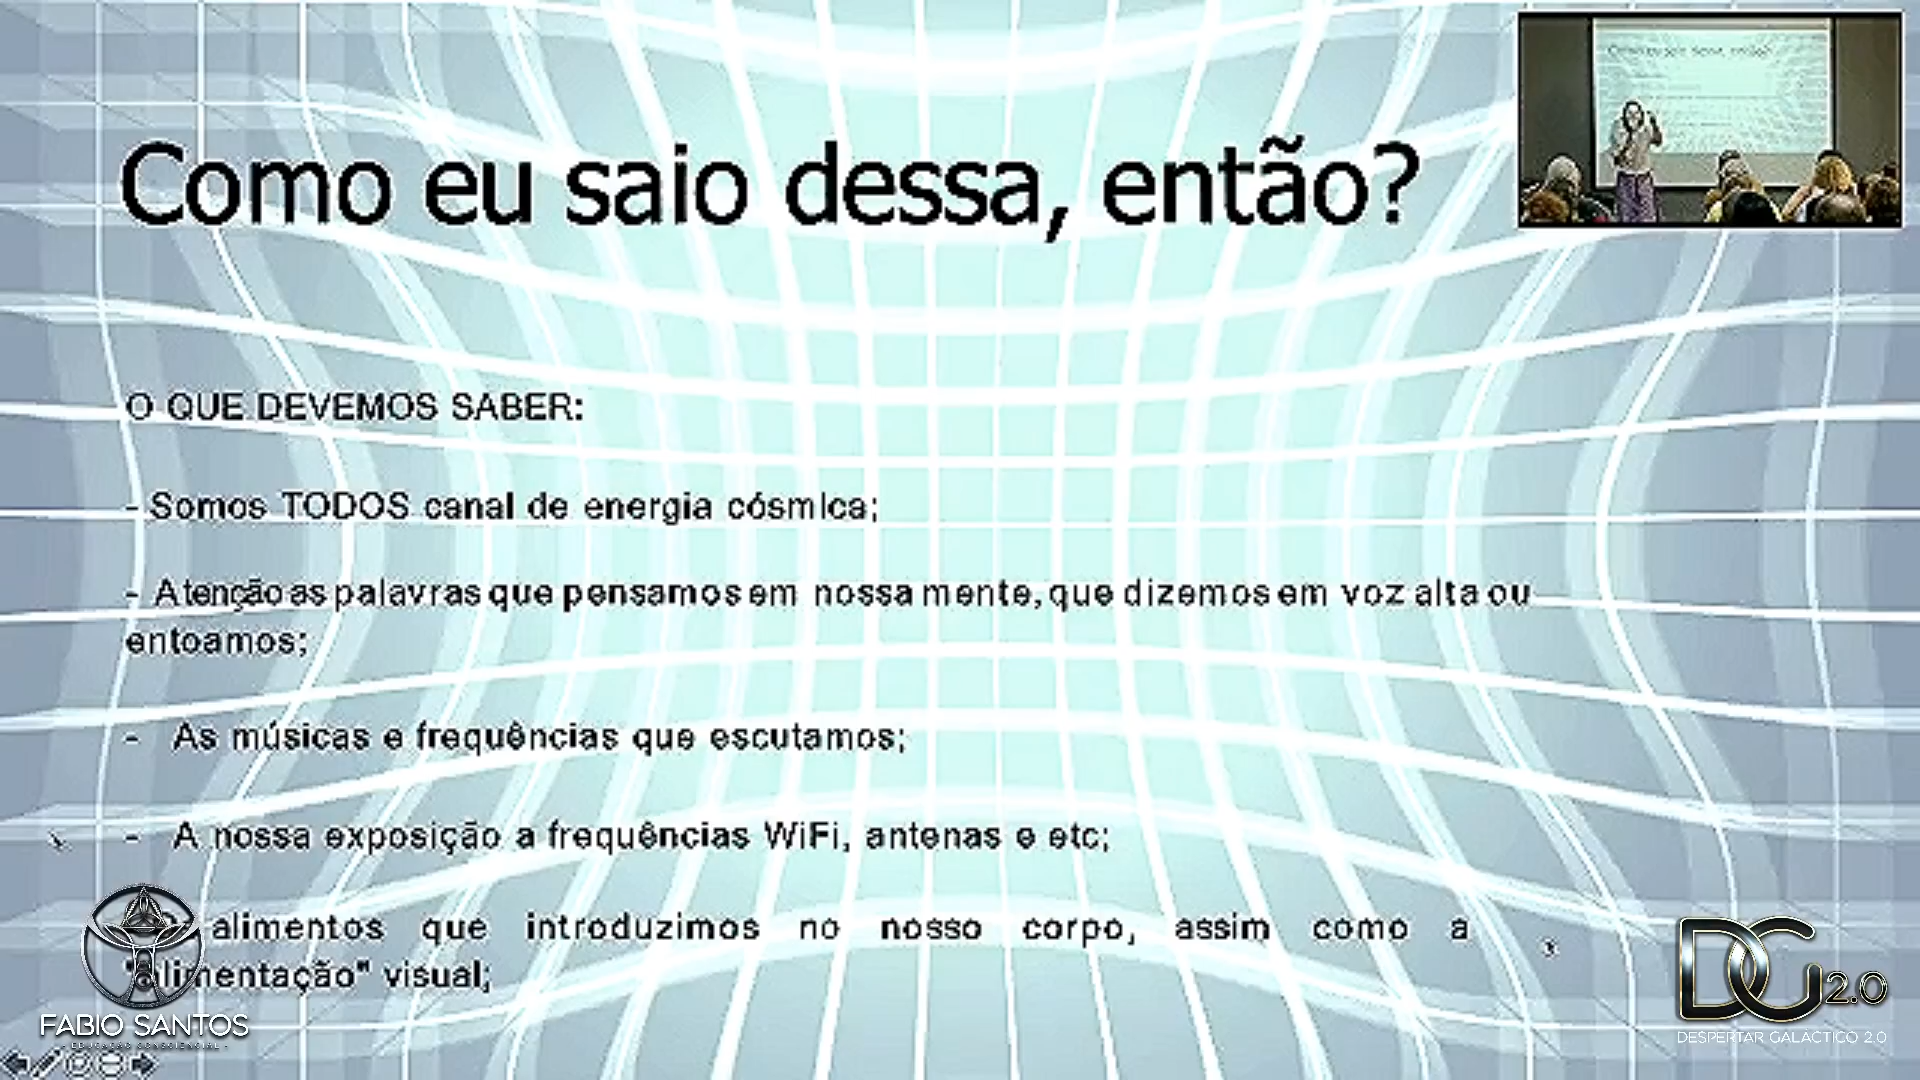 Como eu saio dessa, então?
O QUE DEVEMOS SABER:
- Somos TODOS canal de energia cósmica;
- Atenção as palavras que pensamos em nossa mente, que dizemos em voz alta ou
entoamos;
- As músicas e frequências que escutamos;
- A nossa exposição a frequências WiFi, antenas e etc;
alimentos que introduzimos no nosso corpo, assim como a
"alimentação" visual;
FABIO SANTOS
- EDUCAÇÃO CONSCIENCIAL -
DG 2.0
DESPERTAR GALÁCTICO 2.0